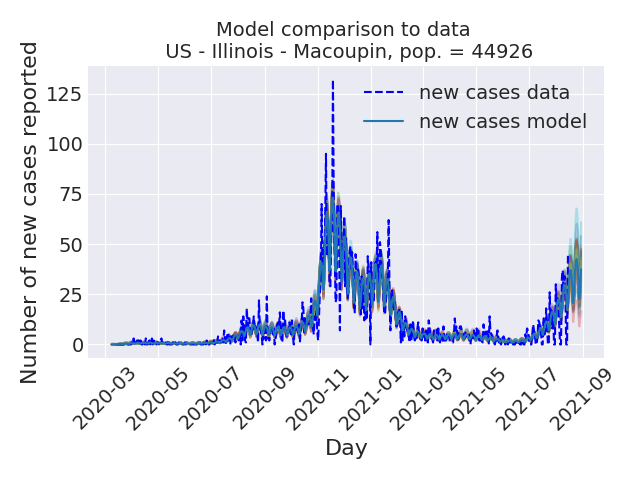 Model comparison to data
US - Illinois - Macoupin, pop. = 44926
Number of new cases reported
125
100
75
50
25
0
new cases data
new cases model
2020-03
2020-05
2020-07
2020-09
2020-11
2021-01
2021-03
2021-05
2021-07
2021-09
Day